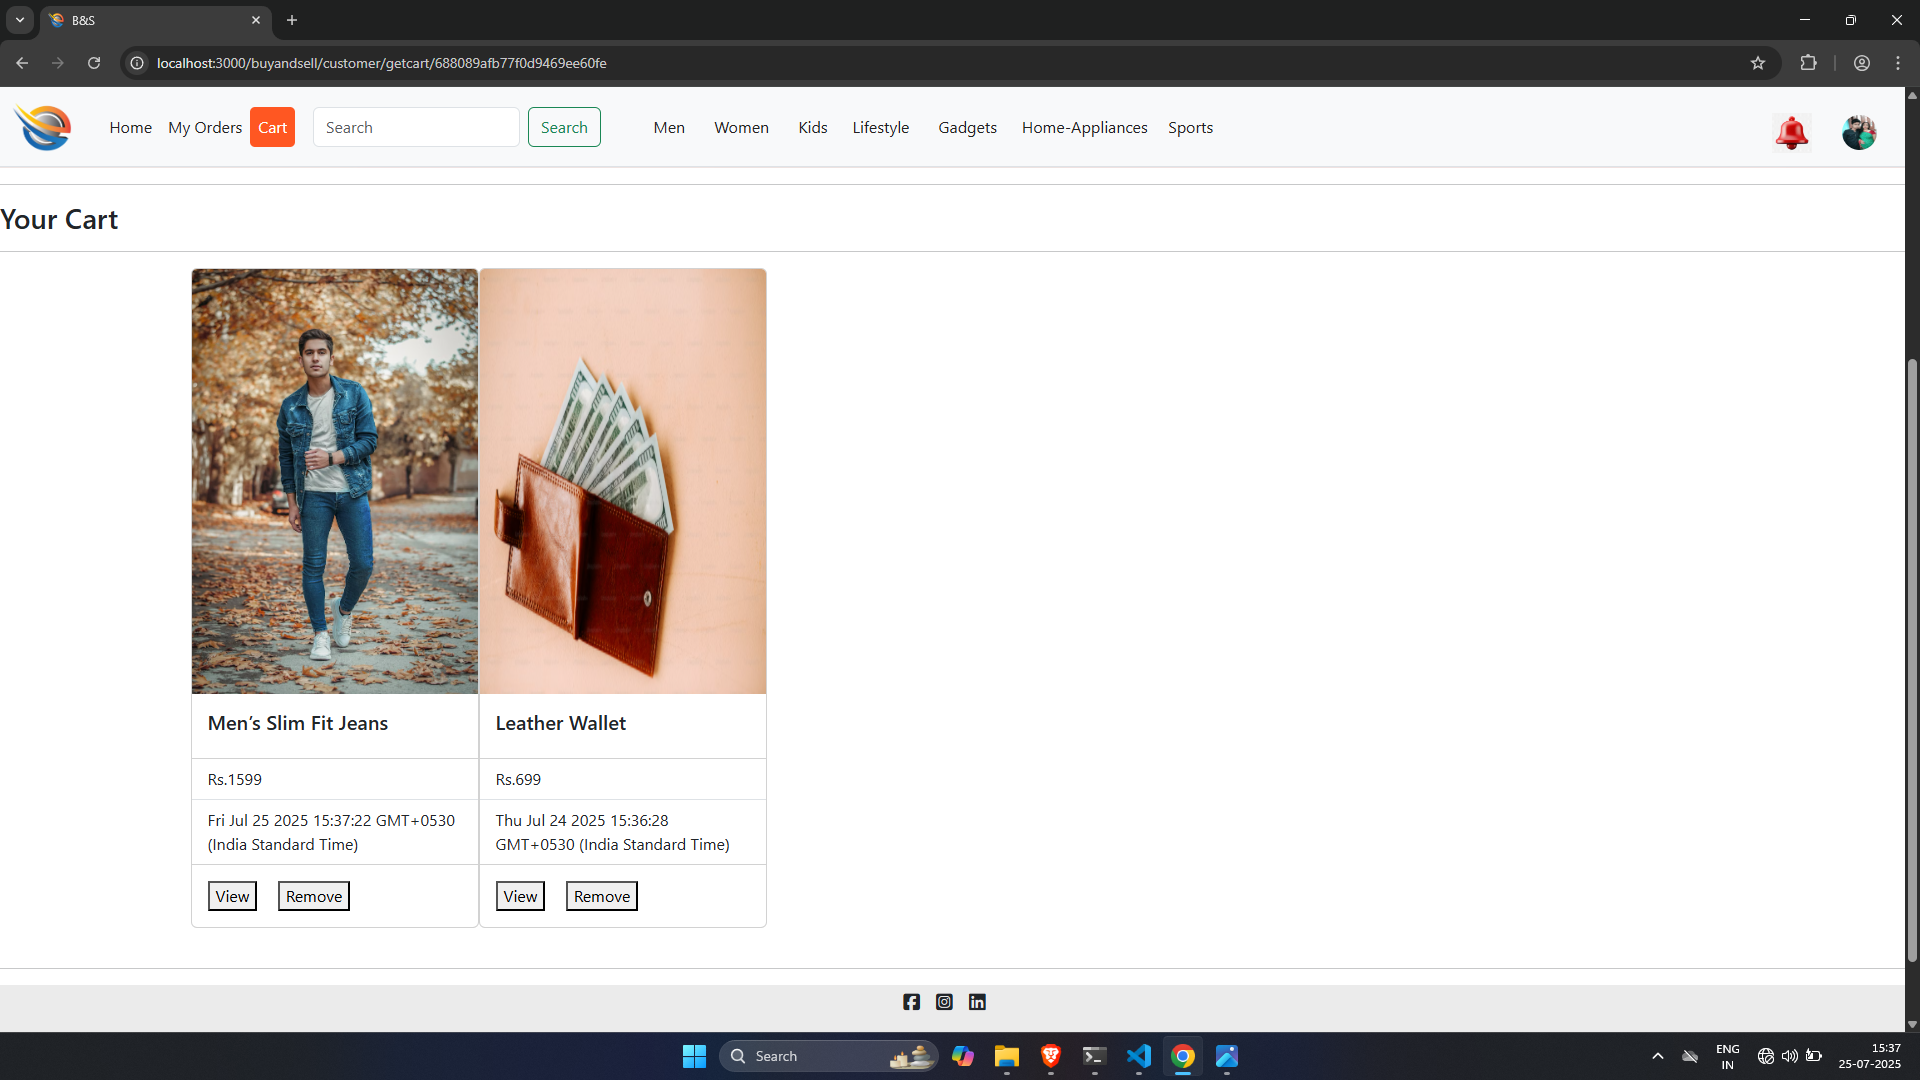 B&S
localhost:3000/buyandsell/customer/getcart/688089afb77f0d9469ee60fe
Home My Orders Cart Search Search Men Women Kids Lifestyle Gadgets Home-Appliances Sports
Your Cart
Men’s Slim Fit Jeans
Rs.1599
Fri Jul 25 2025 15:37:22 GMT+0530
(India Standard Time)
View Remove
Leather Wallet
Rs.699
Thu Jul 24 2025 15:36:28
GMT+0530 (India Standard Time)
View Remove
Search
ENG
IN
15:37
25-07-2025